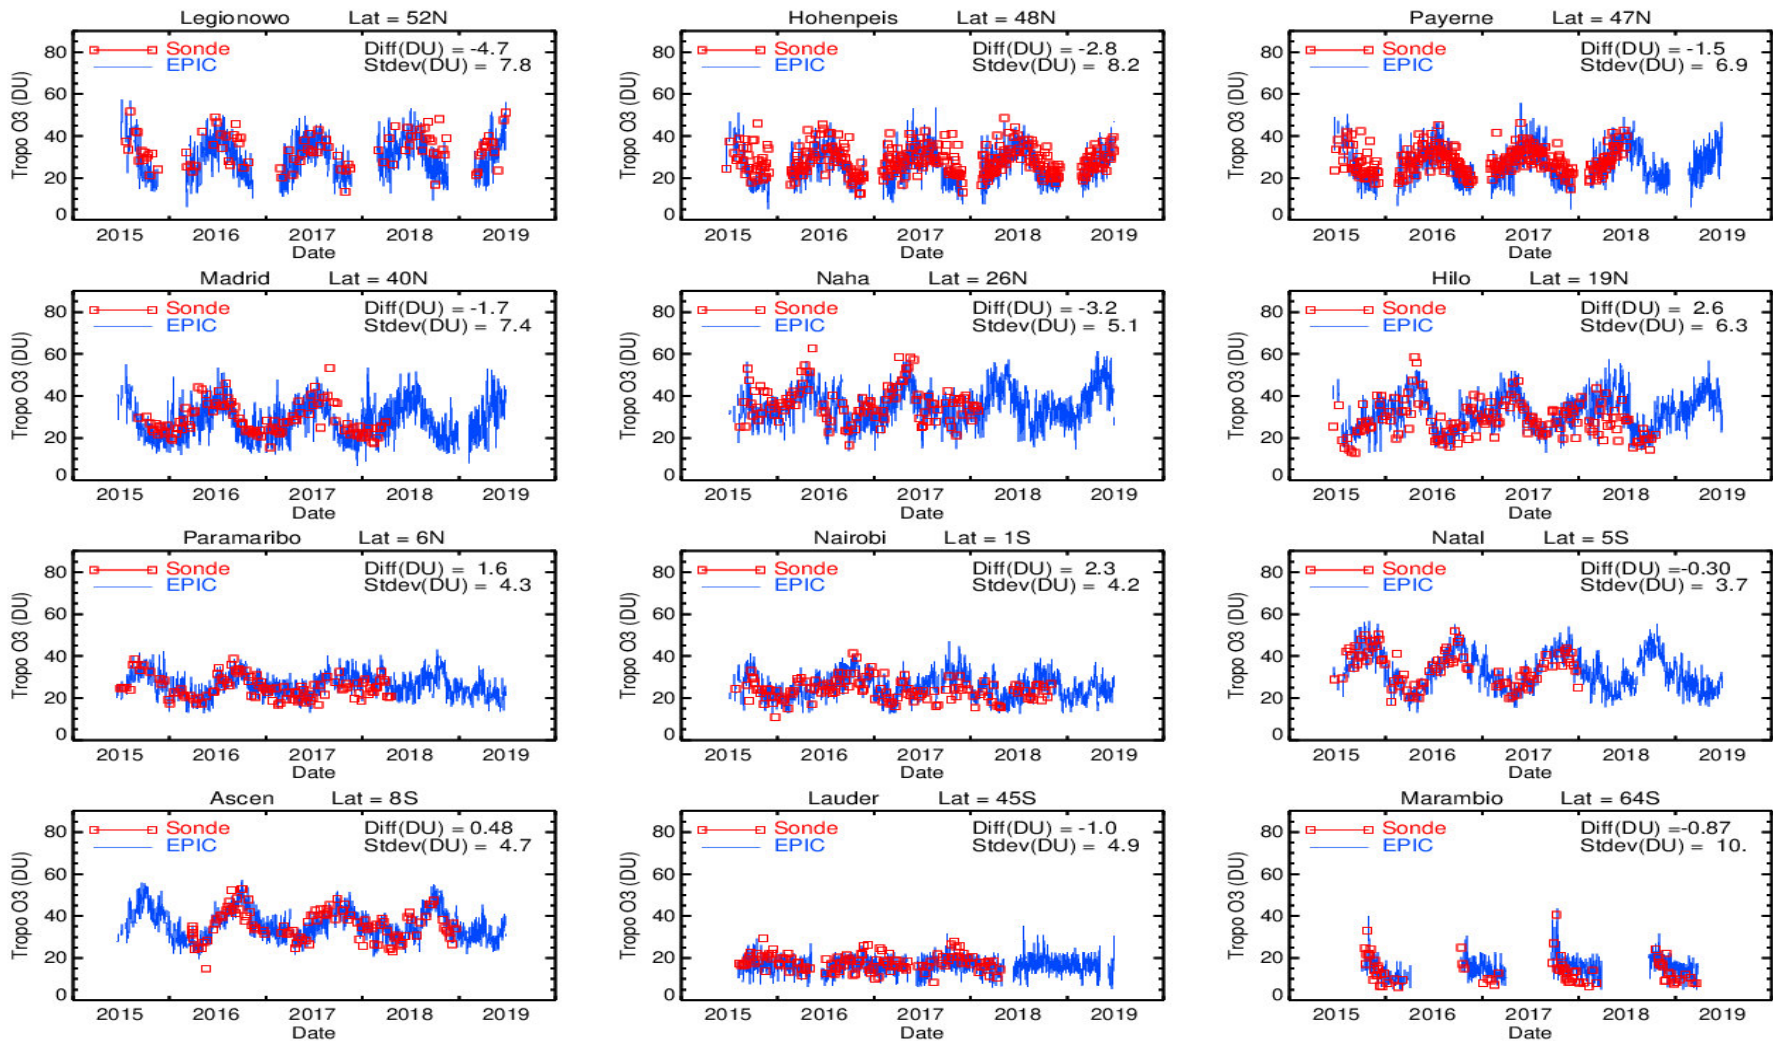 Legionowo Lat = 52N
Sonde Diff(DU) = -4.7
EPIC Stdev(DU) = 7.8
Tropo O3 (DU)
80
60
40
20
0
2015 2016 2017 2018 2019
Date
Hohenpeis Lat = 48N
Sonde Diff(DU) = -2.8
EPIC Stdev(DU) = 8.2
Tropo O3 (DU)
80
60
40
20
0
2015 2016 2017 2018 2019
Date
Payerne Lat = 47N
Sonde Diff(DU) = -1.5
EPIC Stdev(DU) = 6.9
Tropo O3 (DU)
80
60
40
20
0
2015 2016 2017 2018 2019
Date
Madrid Lat = 40N
Sonde Diff(DU) = -1.7
EPIC Stdev(DU) = 7.4
Tropo O3 (DU)
80
60
40
20
0
2015 2016 2017 2018 2019
Date
Naha Lat = 26N
Sonde Diff(DU) = -3.2
EPIC Stdev(DU) = 5.1
Tropo O3 (DU)
80
60
40
20
0
2015 2016 2017 2018 2019
Date
Hilo Lat = 19N
Sonde Diff(DU) = 2.6
EPIC Stdev(DU) = 6.3
Tropo O3 (DU)
80
60
40
20
0
2015 2016 2017 2018 2019
Date
Paramaribo Lat = 6N
Sonde Diff(DU) = 1.6
EPIC Stdev(DU) = 4.3
Tropo O3 (DU)
80
60
40
20
0
2015 2016 2017 2018 2019
Date
Nairobi Lat = 1S
Sonde Diff(DU) = 2.3
EPIC Stdev(DU) = 4.2
Tropo O3 (DU)
80
60
40
20
0
2015 2016 2017 2018 2019
Date
Natal Lat = 5S
Sonde Diff(DU) =-0.30
EPIC Stdev(DU) = 3.7
Tropo O3 (DU)
80
60
40
20
0
2015 2016 2017 2018 2019
Date
Ascen Lat = 8S
Sonde Diff(DU) = 0.48
EPIC Stdev(DU) = 4.7
Tropo O3 (DU)
80
60
40
20
0
2015 2016 2017 2018 2019
Date
Lauder Lat = 45S
Sonde Diff(DU) = -1.0
EPIC Stdev(DU) = 4.9
Tropo O3 (DU)
80
60
40
20
0
2015 2016 2017 2018 2019
Date
Marambio Lat = 64S
Sonde Diff(DU) =-0.87
EPIC Stdev(DU) = 10.
Tropo O3 (DU)
80
60
40
20
0
2015 2016 2017 2018 2019
Date